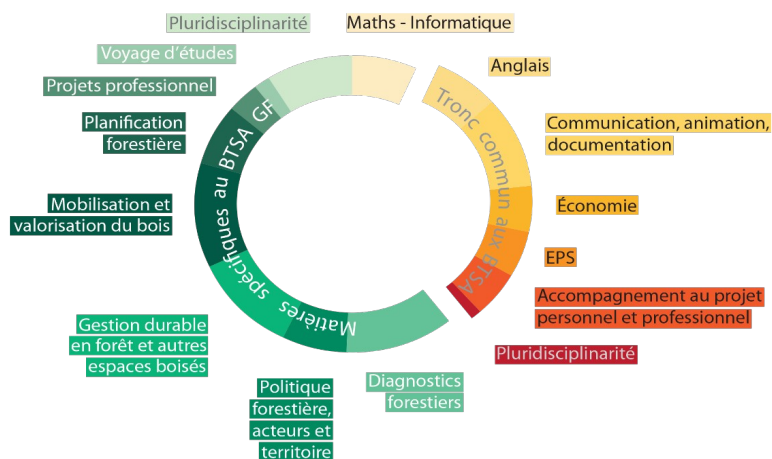 Pluridisciplinarité
Maths - Informatique
Voyage d'études
Anglais
Projets professionnel
Planification
forestière
Communication, animation,
documentation
Mobilisation et
valorisation du bois
Économie
EPS
Accompagnement au projet
personnel et professionnel
Pluridisciplinarité
Gestion durable
en forêt et autres
espaces boisés
Diagnostics
forestiers
Politique
forestière,
acteurs et
territoire
Tronc commun aux BTSA
Matières spécifiques au BTSA GF